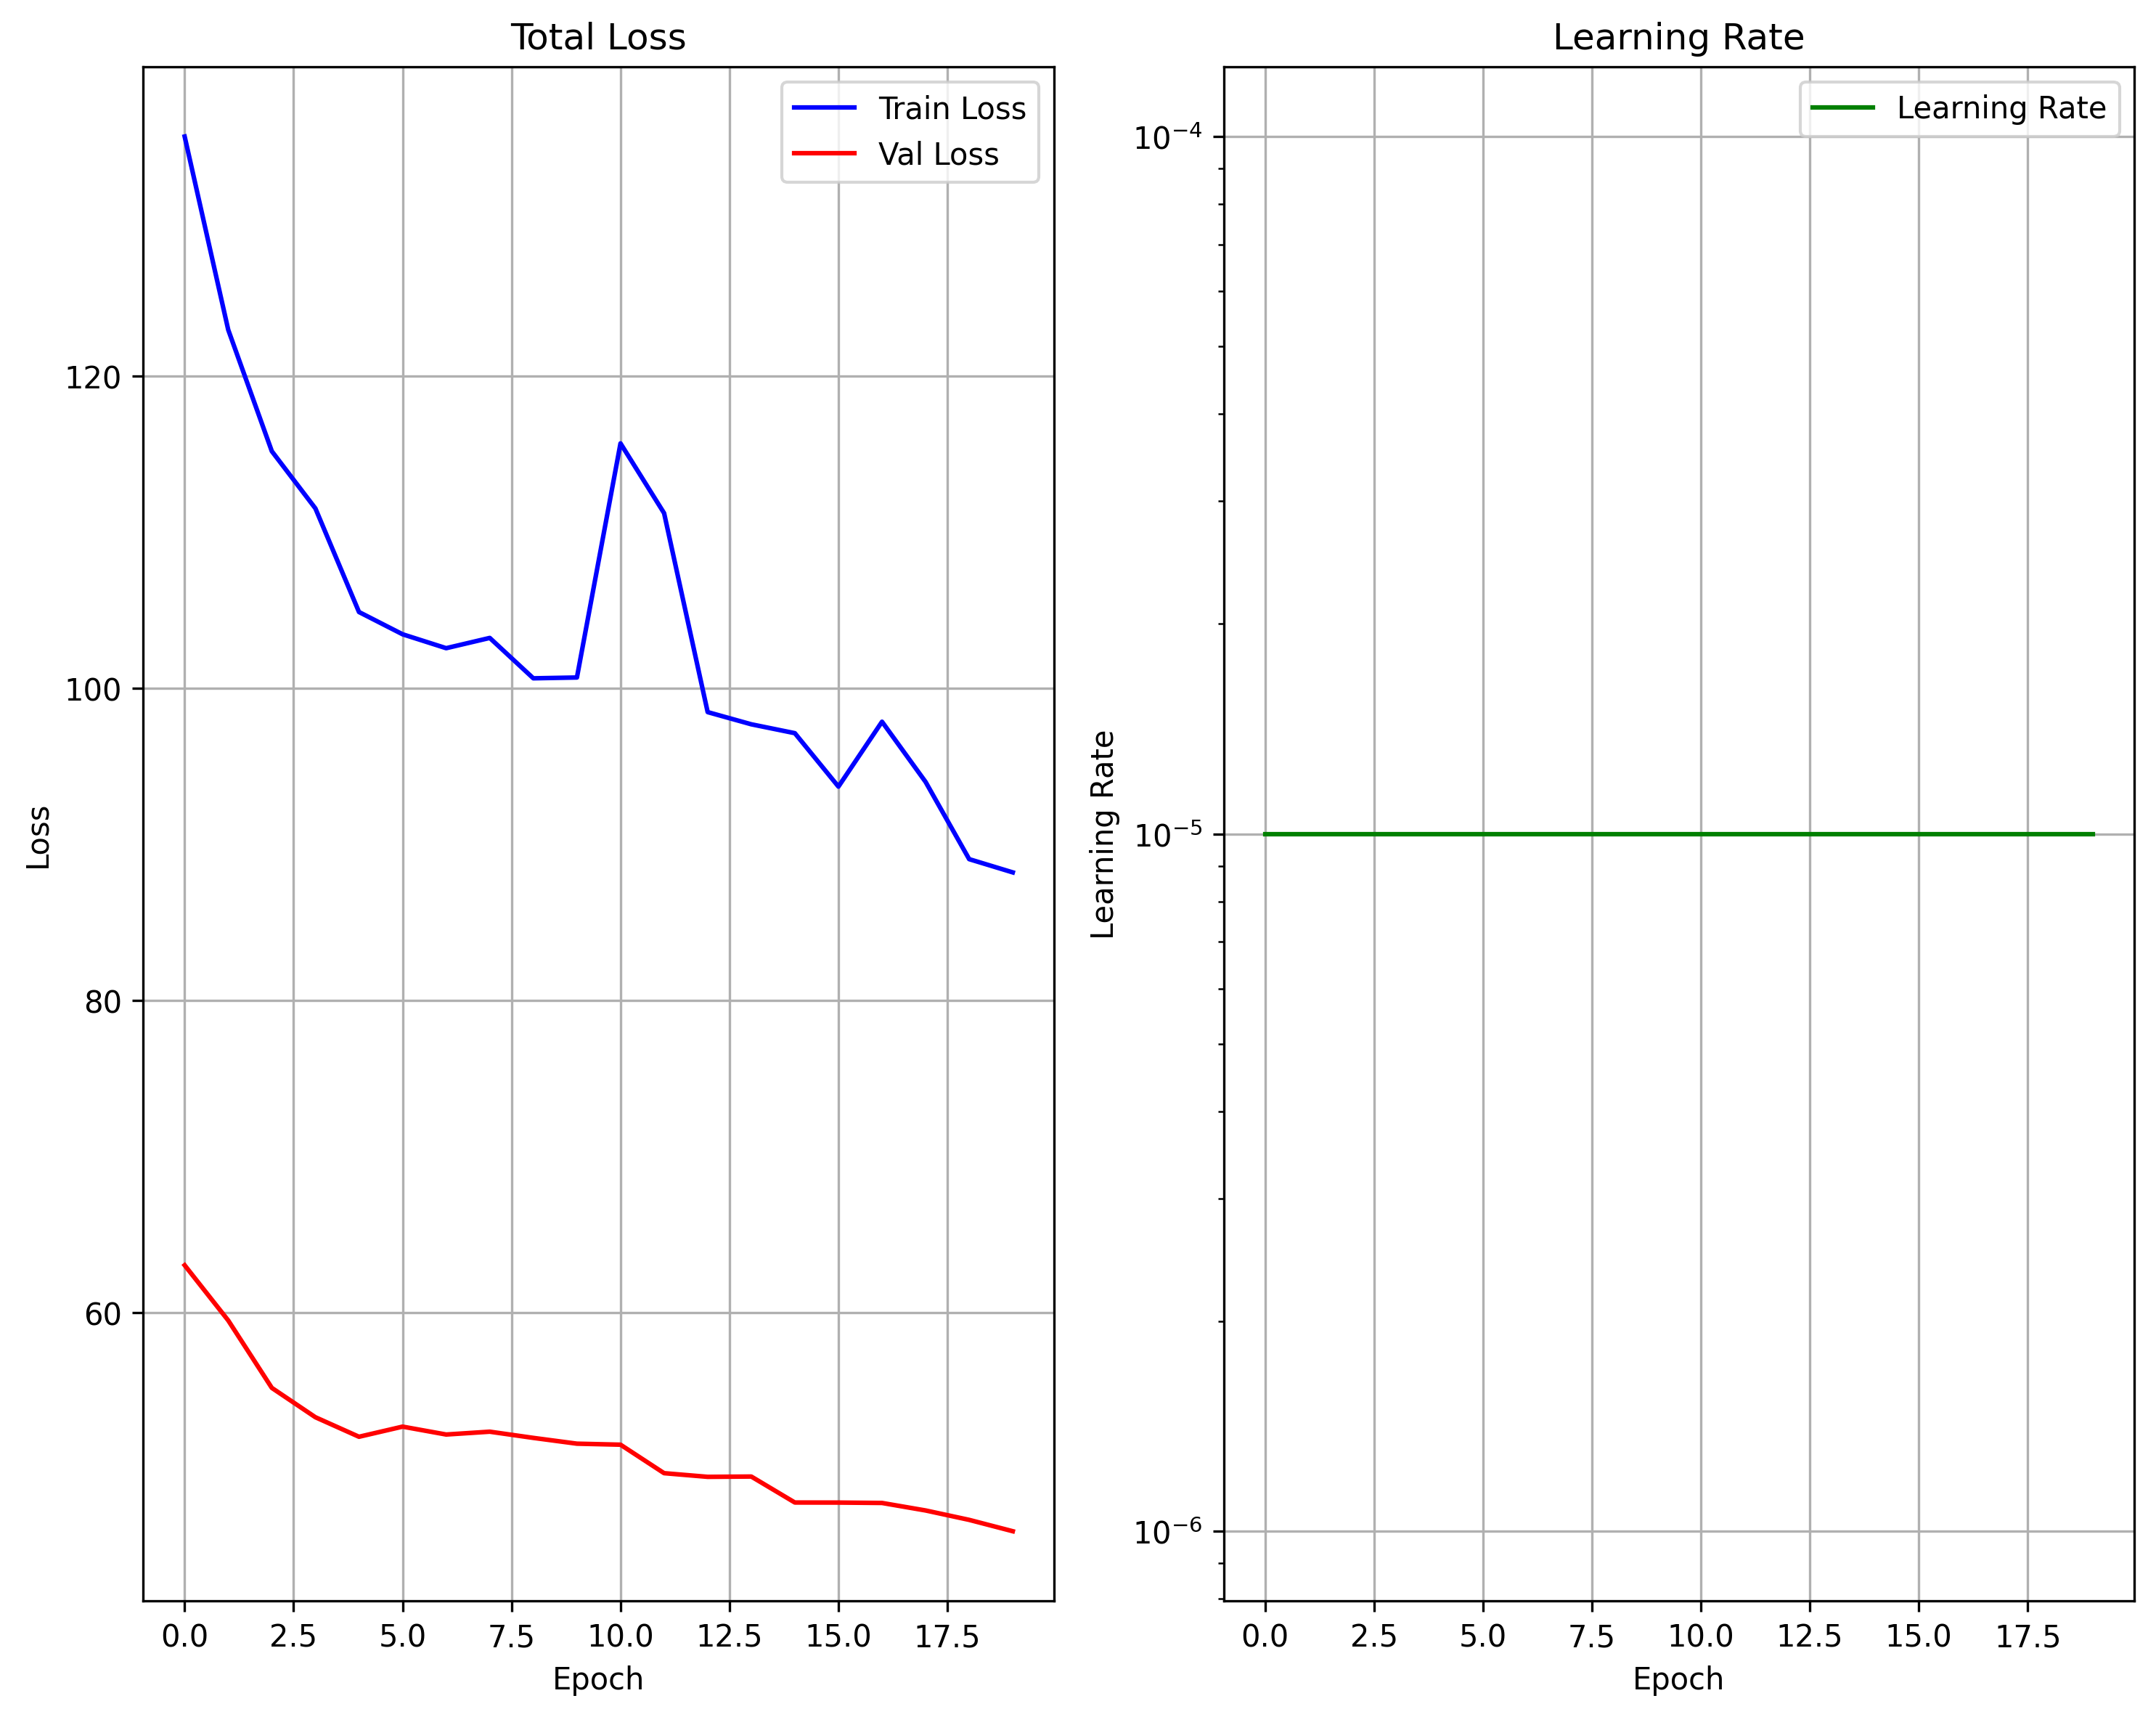 Total Loss
Train Loss
Val Loss
120
100
80
60
Loss
0.0 2.5 5.0 7.5 10.0 12.5 15.0 17.5
Epoch
Learning Rate
Learning Rate
10⁻⁴
10⁻⁵
10⁻⁶
Learning Rate
0.0 2.5 5.0 7.5 10.0 12.5 15.0 17.5
Epoch